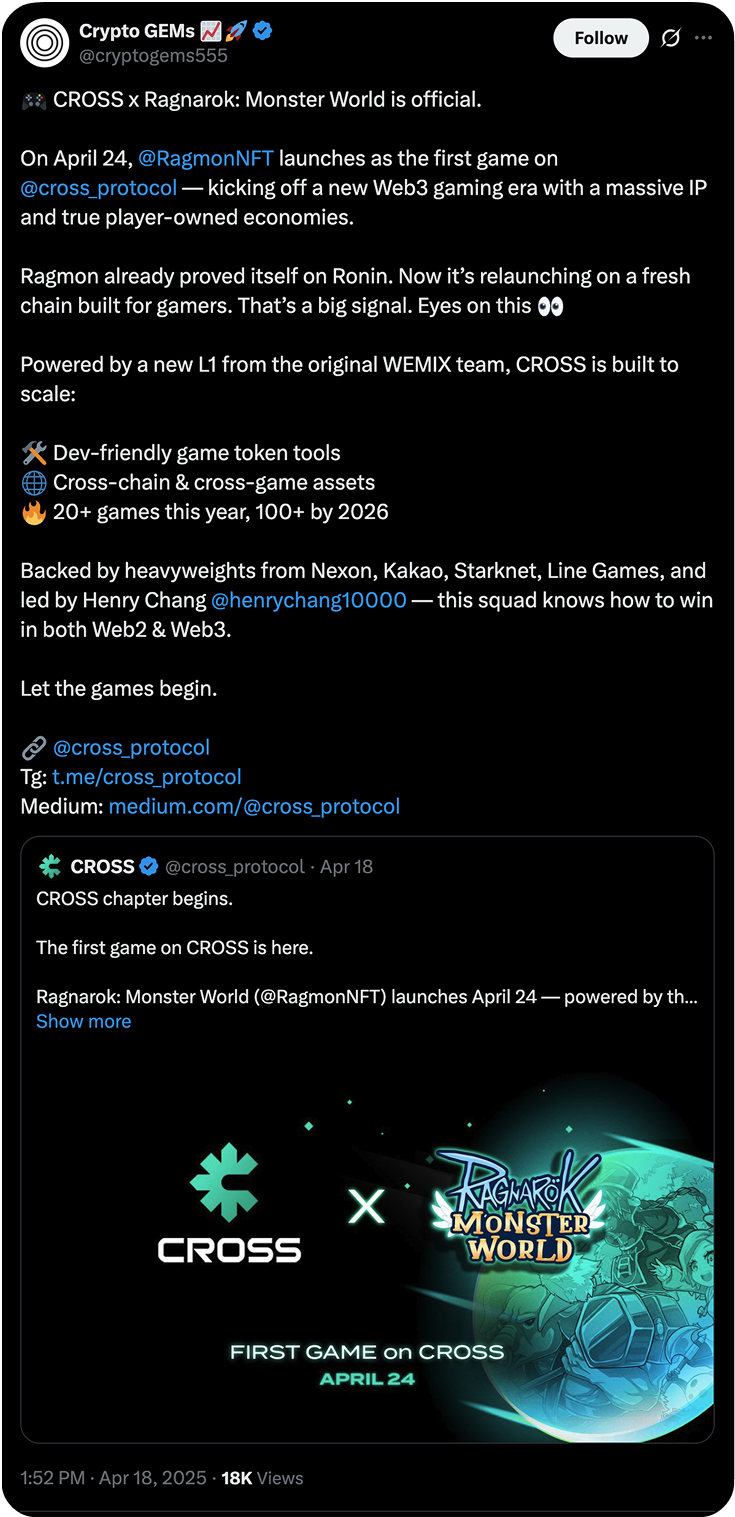 Crypto GEMs 📈🚀
@cryptogems555
Follow
🎮 CROSS x Ragnarok: Monster World is official.
On April 24, @RagmonNFT launches as the first game on
@cross_protocol — kicking off a new Web3 gaming era with a massive IP
and true player-owned economies.
Ragmon already proved itself on Ronin. Now it’s relaunching on a fresh
chain built for gamers. That’s a big signal. Eyes on this 👀
Powered by a new L1 from the original WEMIX team, CROSS is built to
scale:
🛠️ Dev-friendly game token tools
🌐 Cross-chain & cross-game assets
🔥 20+ games this year, 100+ by 2026
Backed by heavyweights from Nexon, Kakao, Starknet, Line Games, and
led by Henry Chang @henrychang10000 — this squad knows how to win
in both Web2 & Web3.
Let the games begin.
🔗 @cross_protocol
Tg: t.me/cross_protocol
Medium: medium.com/@cross_protocol
CROSS @cross_protocol · Apr 18
CROSS chapter begins.
The first game on CROSS is here.
Ragnarok: Monster World (@RagmonNFT) launches April 24 — powered by th...
Show more
CROSS
X
RAGNARÖK
MONSTER
WORLD
FIRST GAME on CROSS
APRIL 24
1:52 PM · Apr 18, 2025 · 18K Views